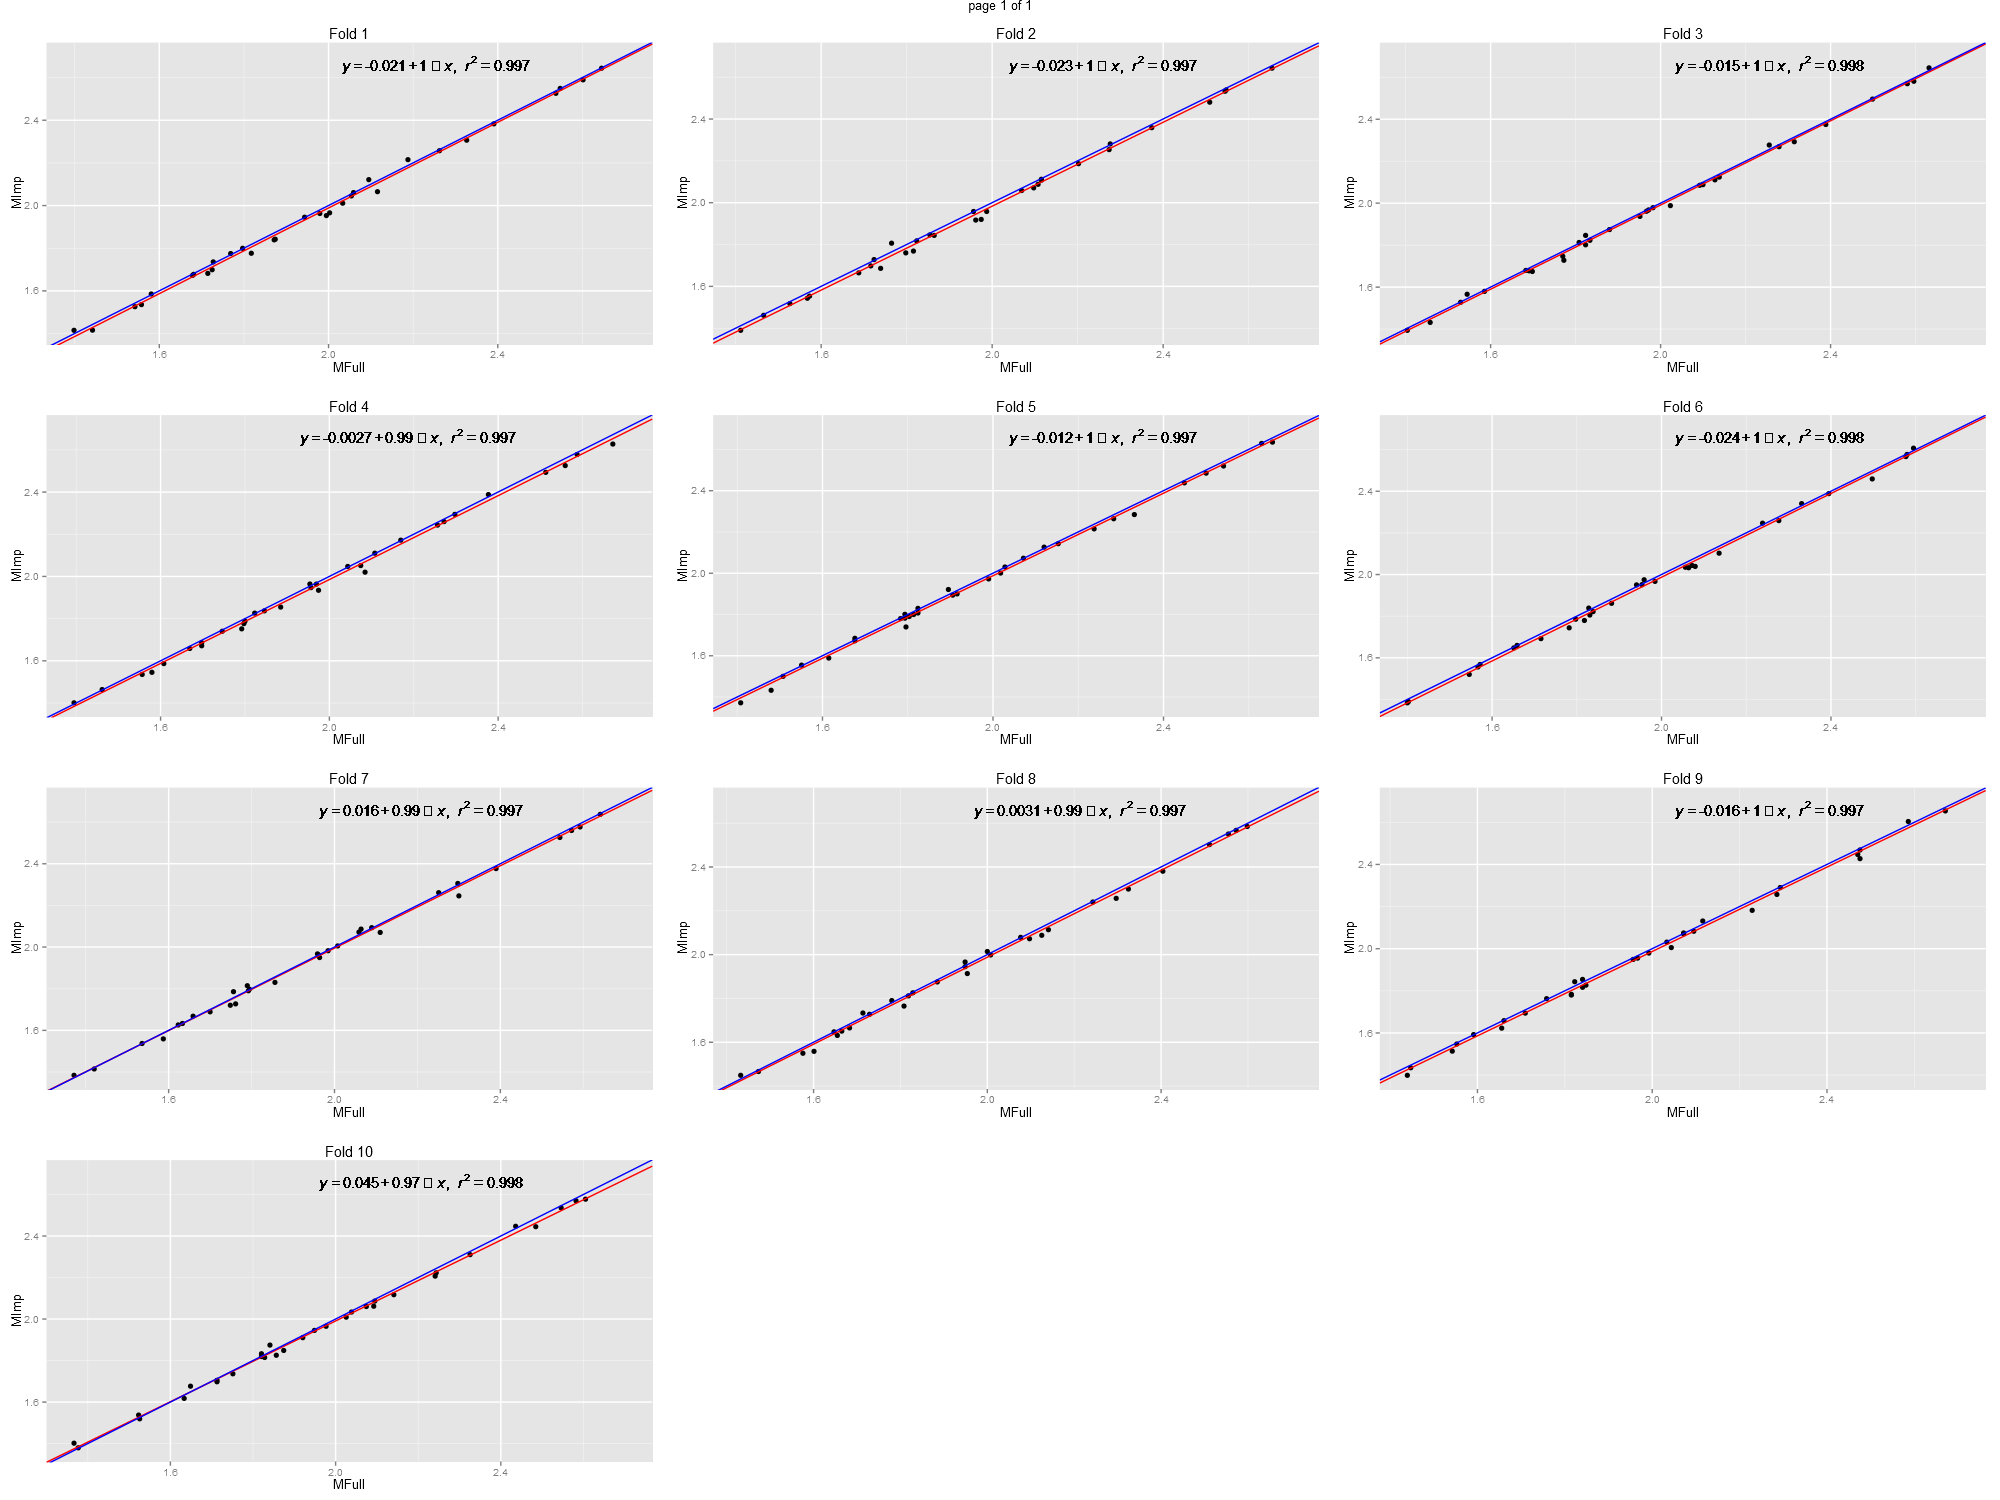 page 1 of 1
Fold 1
y = -0.021 + 1 □ x, r² = 0.997
MImp
2.4
2.0
1.6
1.6 2.0 2.4
MFull
Fold 2
y = -0.023 + 1 □ x, r² = 0.997
MImp
2.4
2.0
1.6
1.6 2.0 2.4
MFull
Fold 3
y = -0.015 + 1 □ x, r² = 0.998
MImp
2.4
2.0
1.6
1.6 2.0 2.4
MFull
Fold 4
y = -0.0027 + 0.99 □ x, r² = 0.997
MImp
2.4
2.0
1.6
1.6 2.0 2.4
MFull
Fold 5
y = -0.012 + 1 □ x, r² = 0.997
MImp
2.4
2.0
1.6
1.6 2.0 2.4
MFull
Fold 6
y = -0.024 + 1 □ x, r² = 0.998
MImp
2.4
2.0
1.6
1.6 2.0 2.4
MFull
Fold 7
y = 0.016 + 0.99 □ x, r² = 0.997
MImp
2.4
2.0
1.6
1.6 2.0 2.4
MFull
Fold 8
y = 0.0031 + 0.99 □ x, r² = 0.997
MImp
2.4
2.0
1.6
1.6 2.0 2.4
MFull
Fold 9
y = -0.016 + 1 □ x, r² = 0.997
MImp
2.4
2.0
1.6
1.6 2.0 2.4
MFull
Fold 10
y = 0.045 + 0.97 □ x, r² = 0.998
MImp
2.4
2.0
1.6
1.6 2.0 2.4
MFull